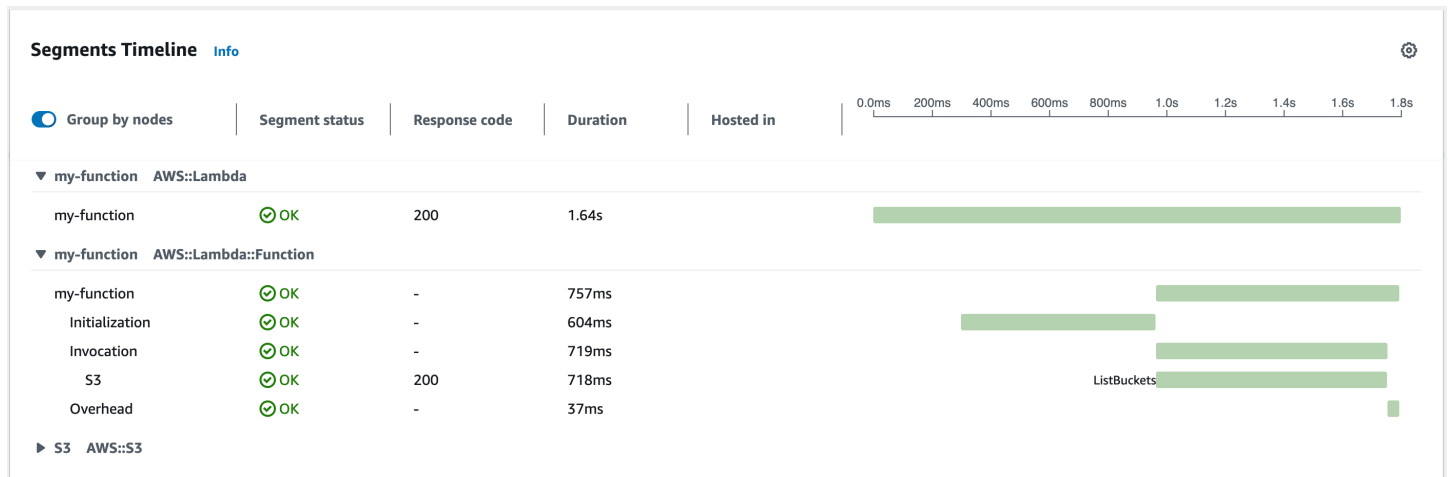 Segments Timeline Info
0.0ms 200ms 400ms 600ms 800ms 1.0s 1.2s 1.4s 1.6s 1.8s
Group by nodes Segment status Response code Duration Hosted in
my-function AWS::Lambda
my-function OK 200 1.64s
my-function AWS::Lambda::Function
my-function OK - 757ms
Initialization OK - 604ms
Invocation OK - 719ms
S3 OK 200 718ms ListBuckets
Overhead OK - 37ms
S3 AWS::S3